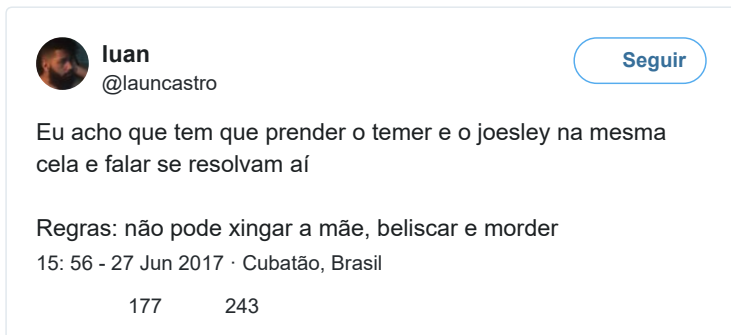 luan
@launcastro
Seguir
Eu acho que tem que prender o temer e o joesley na mesma
cela e falar se resolvam aí
Regras: não pode xingar a mãe, beliscar e morder
15: 56 - 27 Jun 2017 · Cubatão, Brasil
177 243